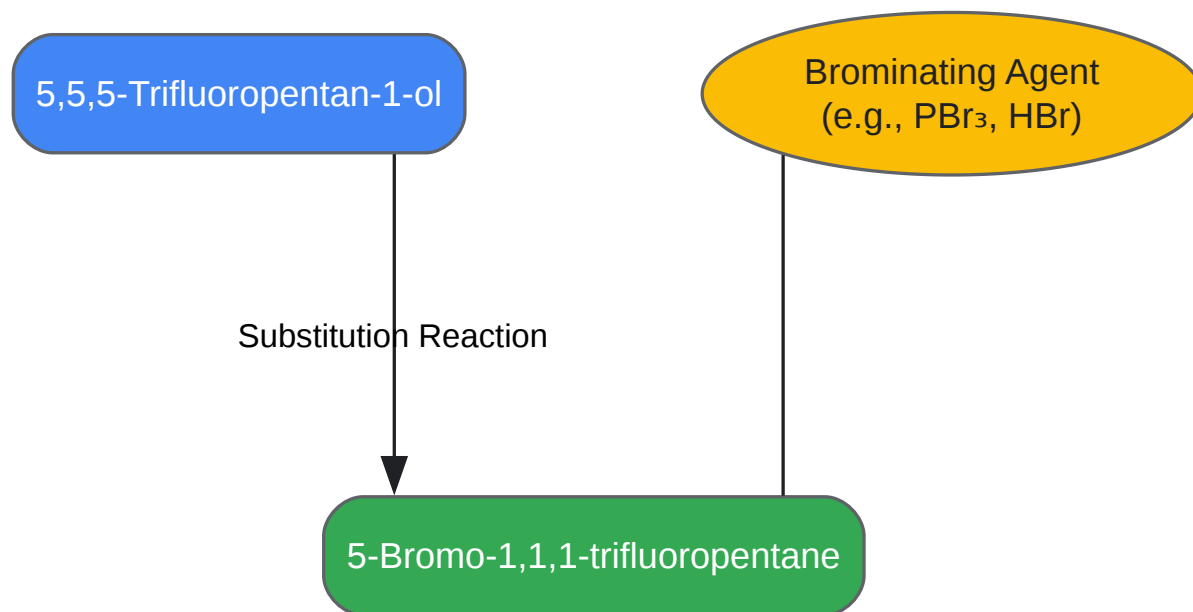 5,5,5-Trifluoropentan-1-ol
Brominating Agent
(e.g., PBr₃, HBr)
Substitution Reaction
5-Bromo-1,1,1-trifluoropentane